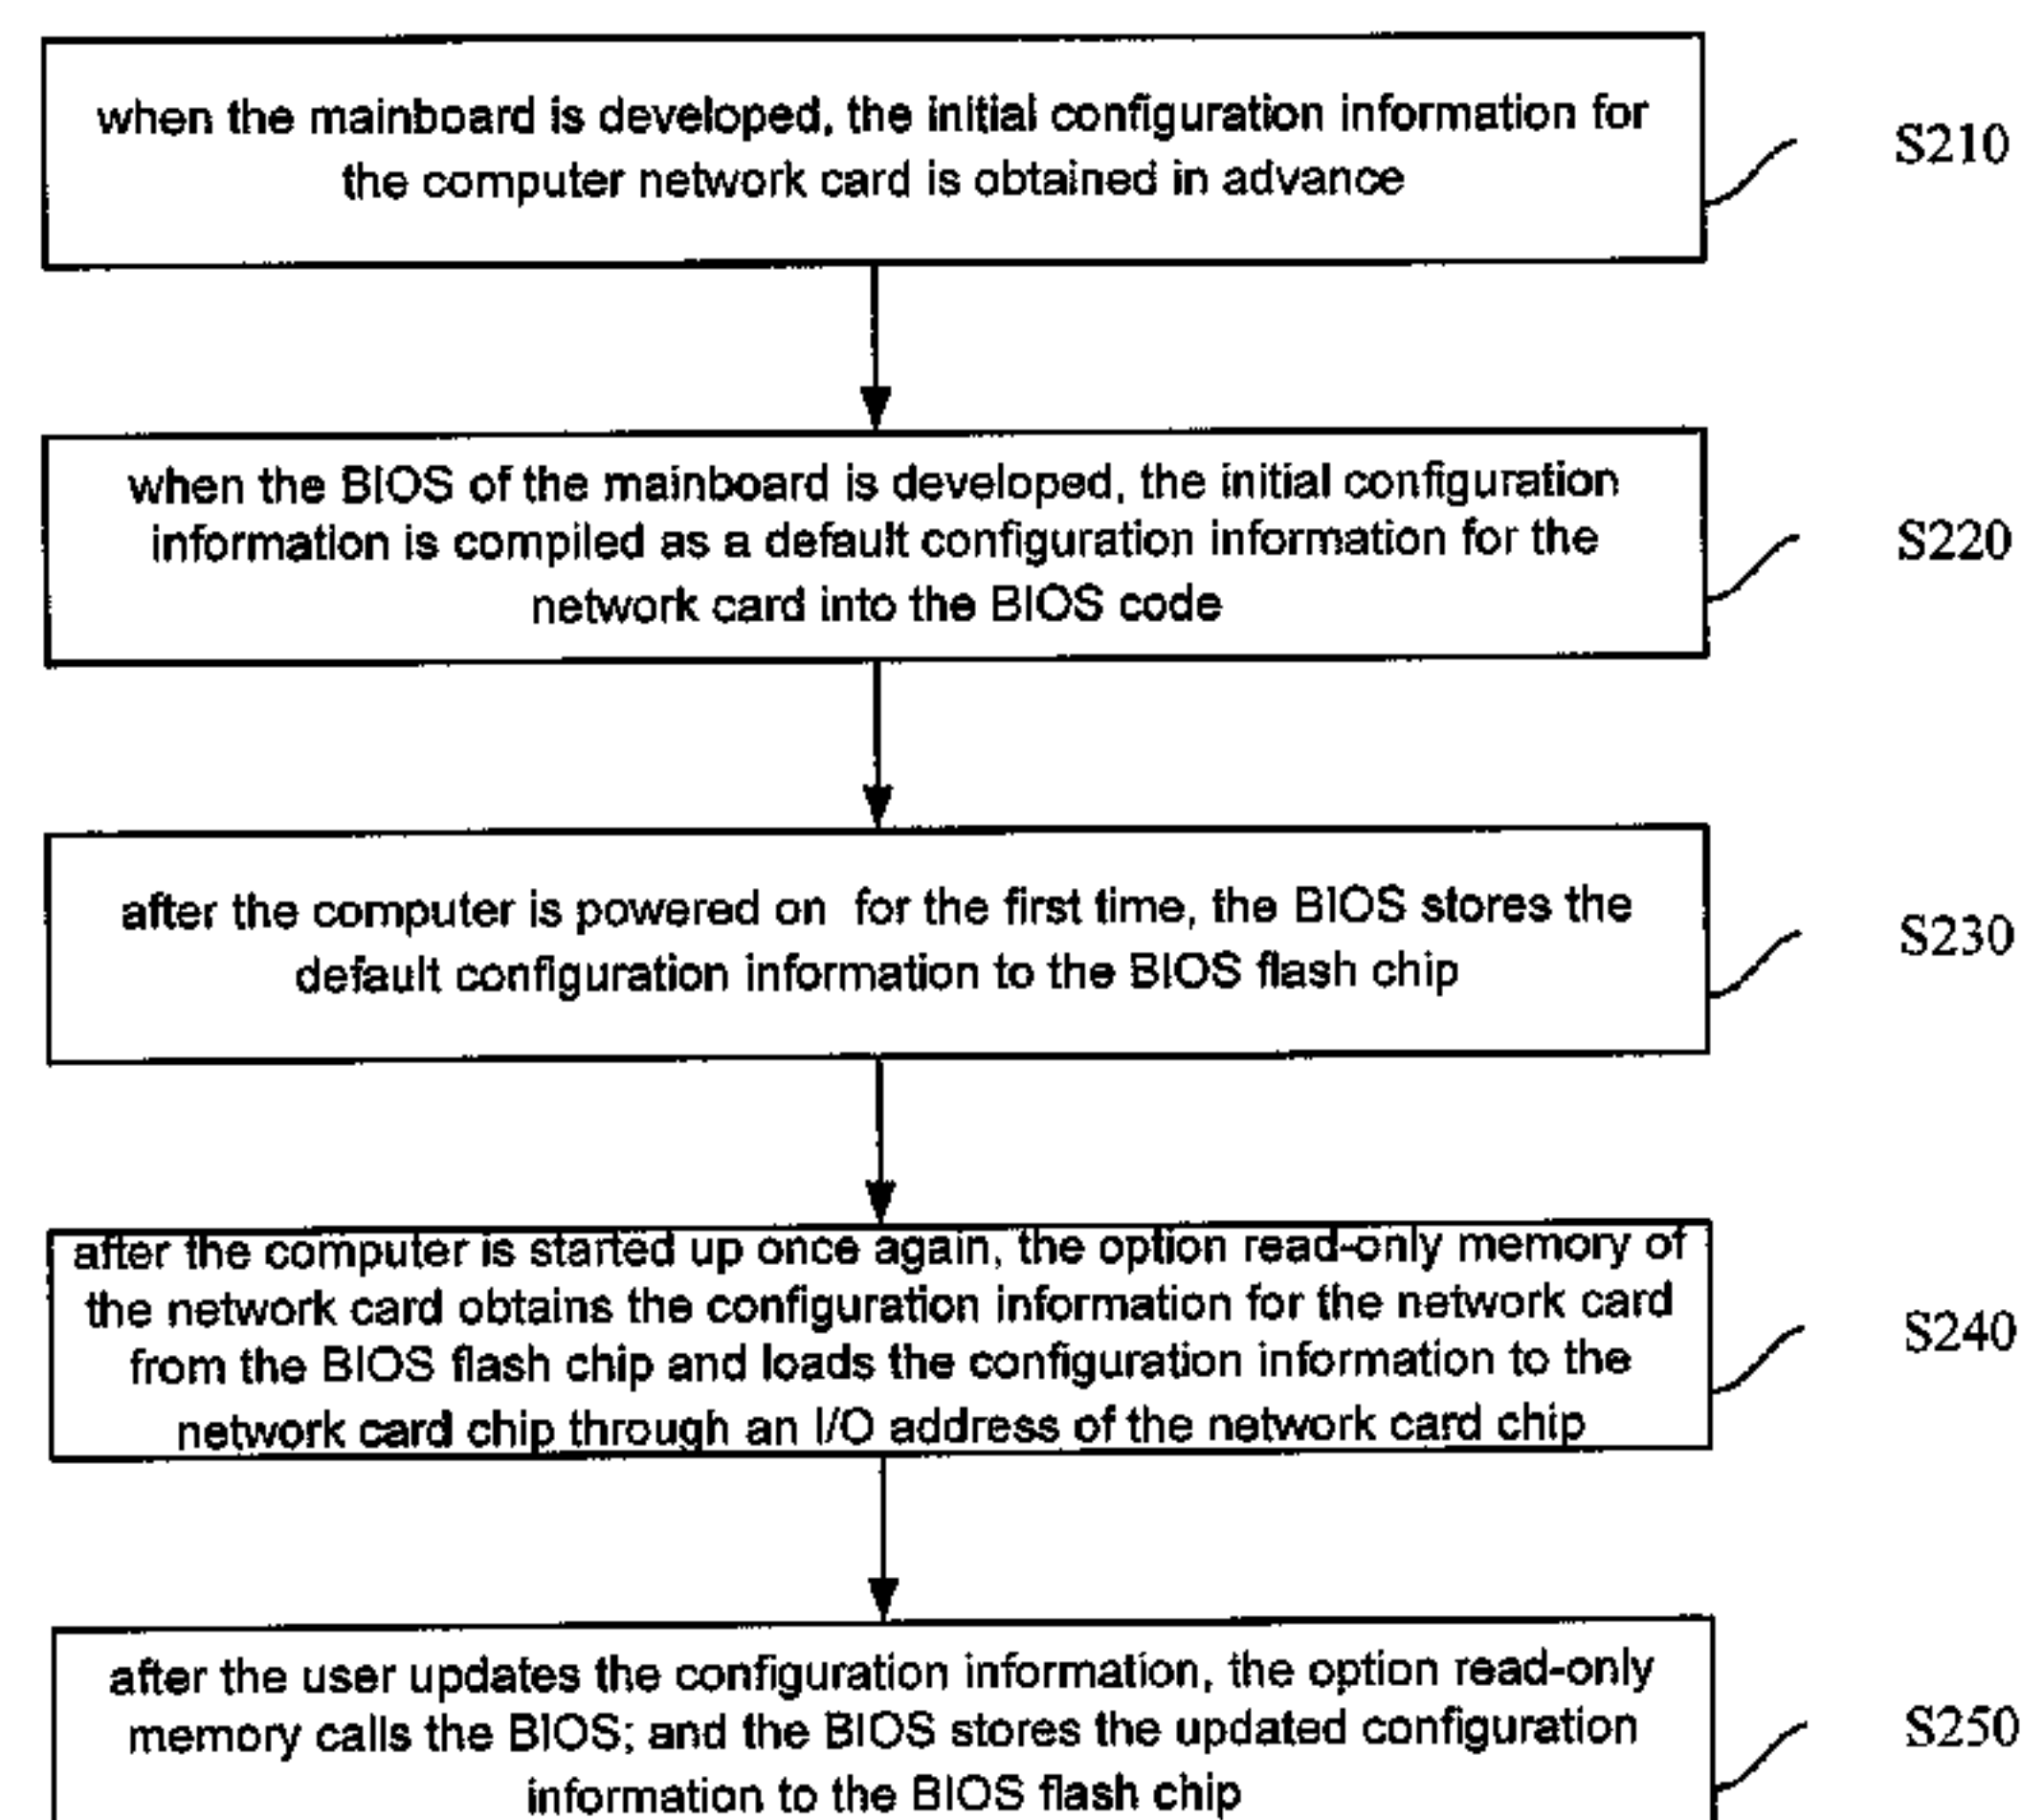 when the mainboard is developed, the initial configuration information for
the computer network card is obtained in advance
S210
when the BIOS of the mainboard is developed, the initial configuration
information is compiled as a default configuration information for the
network card into the BIOS code
S220
after the computer is powered on for the first time, the BIOS stores the
default configuration information to the BIOS flash chip
S230
after the computer is started up once again, the option read-only memory of
the network card obtains the configuration information for the network card
from the BIOS flash chip and loads the configuration information to the
network card chip through an I/O address of the network card chip
S240
after the user updates the configuration information, the option read-only
memory calls the BIOS; and the BIOS stores the updated configuration
information to the BIOS flash chip
S250